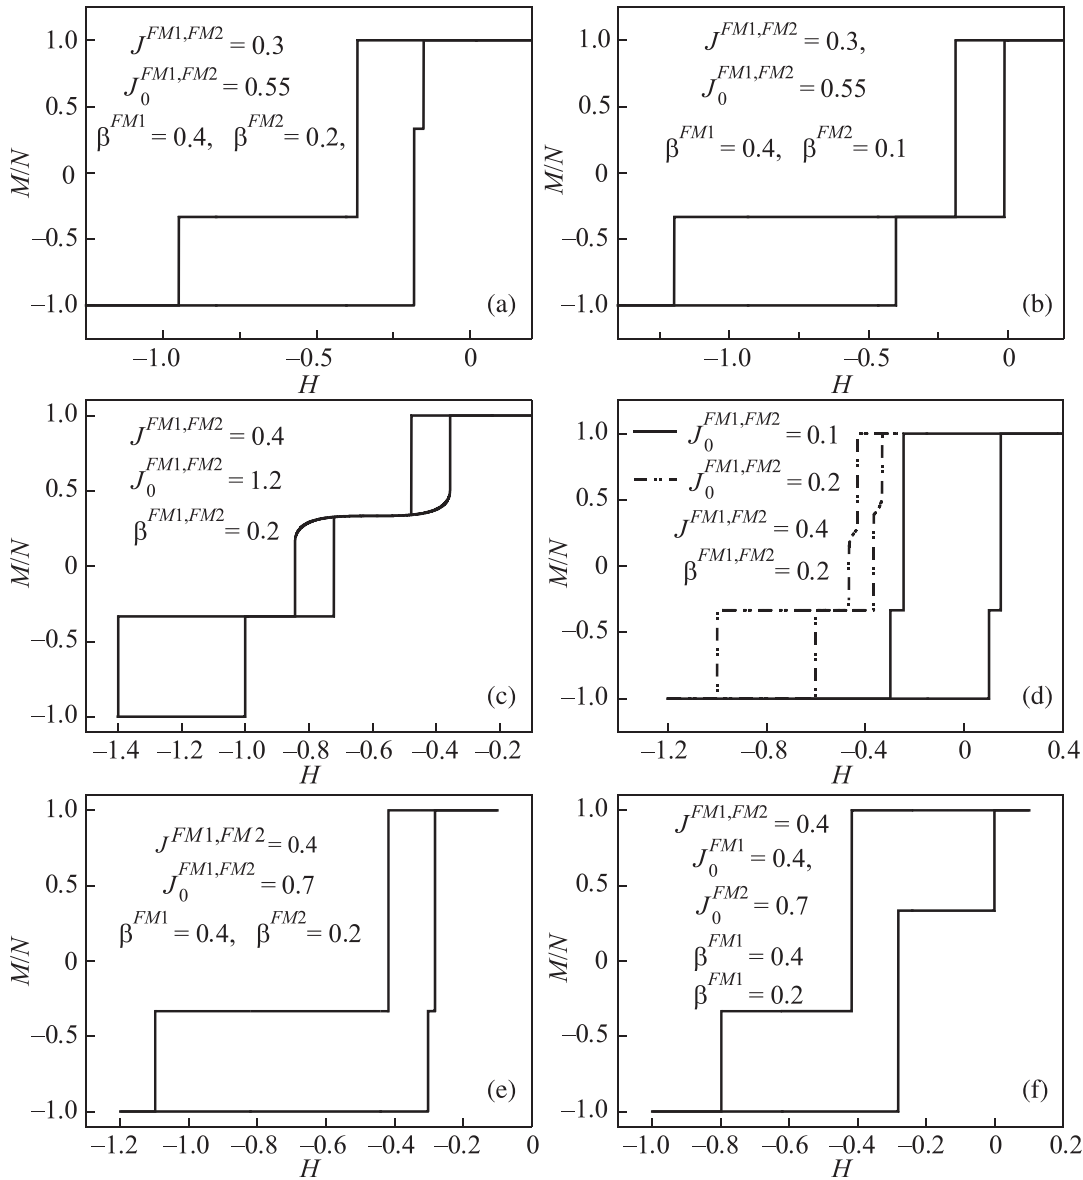 J^{FM1,FM2} = 0.3
J_0^{FM1,FM2} = 0.55
β^{FM1} = 0.4, β^{FM2} = 0.2,
1.0
0.5
0
–0.5
–1.0
M/N
–1.0 –0.5 0
H
(a)
J^{FM1,FM2} = 0.3,
J_0^{FM1,FM2} = 0.55
β^{FM1} = 0.4, β^{FM2} = 0.1
1.0
0.5
0
–0.5
–1.0
M/N
–1.0 –0.5 0
H
(b)
J^{FM1,FM2} = 0.4
J_0^{FM1,FM2} = 1.2
β^{FM1,FM2} = 0.2
1.0
0.5
0
–0.5
–1.0
M/N
–1.4 –1.2 –1.0 –0.8 –0.6 –0.4 –0.2
H
(c)
J_0^{FM1,FM2} = 0.1
J_0^{FM1,FM2} = 0.2
J^{FM1,FM2} = 0.4
β^{FM1,FM2} = 0.2
1.0
0.5
0
–0.5
–1.0
M/N
–1.2 –0.8 –0.4 0 0.4
H
(d)
J^{FM1,FM2} = 0.4
J_0^{FM1,FM2} = 0.7
β^{FM1} = 0.4, β^{FM2} = 0.2
1.0
0.5
0
–0.5
–1.0
M/N
–1.2 –1.0 –0.8 –0.6 –0.4 –0.2 0
H
(e)
J^{FM1,FM2} = 0.4
J_0^{FM1} = 0.4,
J_0^{FM2} = 0.7
β^{FM1} = 0.4
β^{FM1} = 0.2
1.0
0.5
0
–0.5
–1.0
M/N
–1.0 –0.8 –0.6 –0.4 –0.2 0 0.2
H
(f)